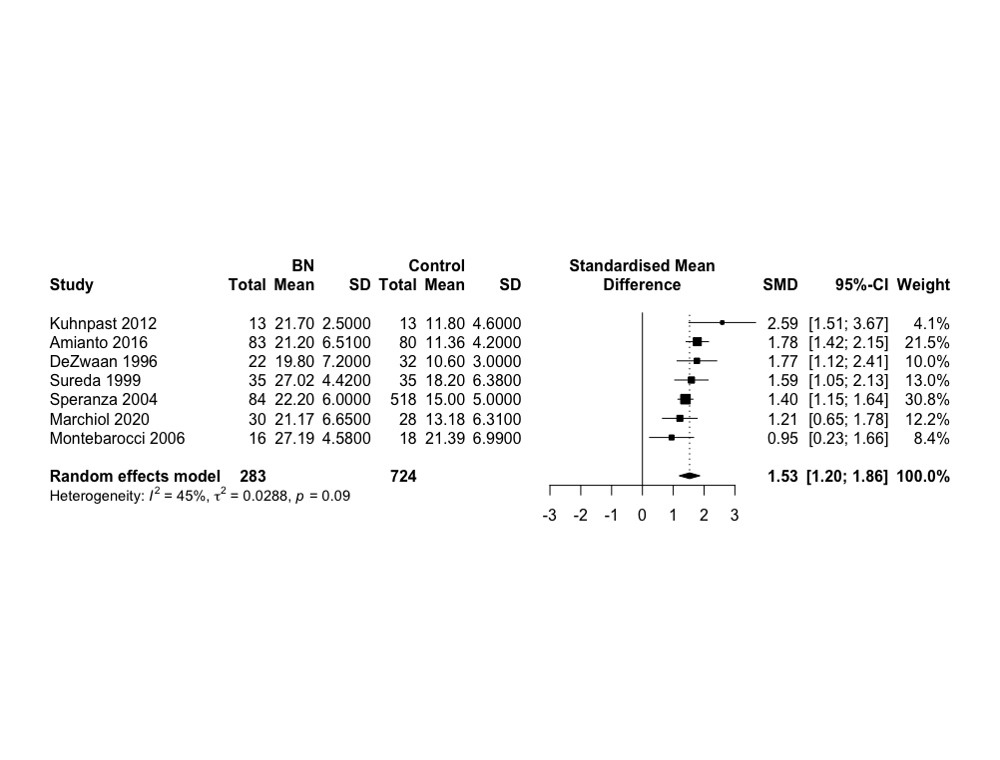 BN Control Standardised Mean
Study Total Mean SD Total Mean SD Difference SMD 95%-CI Weight
Kuhnpast 2012 13 21.70 2.5000 13 11.80 4.6000 2.59 [1.51; 3.67] 4.1%
Amianto 2016 83 21.20 6.5100 80 11.36 4.2000 1.78 [1.42; 2.15] 21.5%
DeZwaan 1996 22 19.80 7.2000 32 10.60 3.0000 1.77 [1.12; 2.41] 10.0%
Sureda 1999 35 27.02 4.4200 35 18.20 6.3800 1.59 [1.05; 2.13] 13.0%
Speranza 2004 84 22.20 6.0000 518 15.00 5.0000 1.40 [1.15; 1.64] 30.8%
Marchiol 2020 30 21.17 6.6500 28 13.18 6.3100 1.21 [0.65; 1.78] 12.2%
Montebarocci 2006 16 27.19 4.5800 18 21.39 6.9900 0.95 [0.23; 1.66] 8.4%
Random effects model 283 724 1.53 [1.20; 1.86] 100.0%
Heterogeneity: I² = 45%, τ² = 0.0288, p = 0.09
-3 -2 -1 0 1 2 3